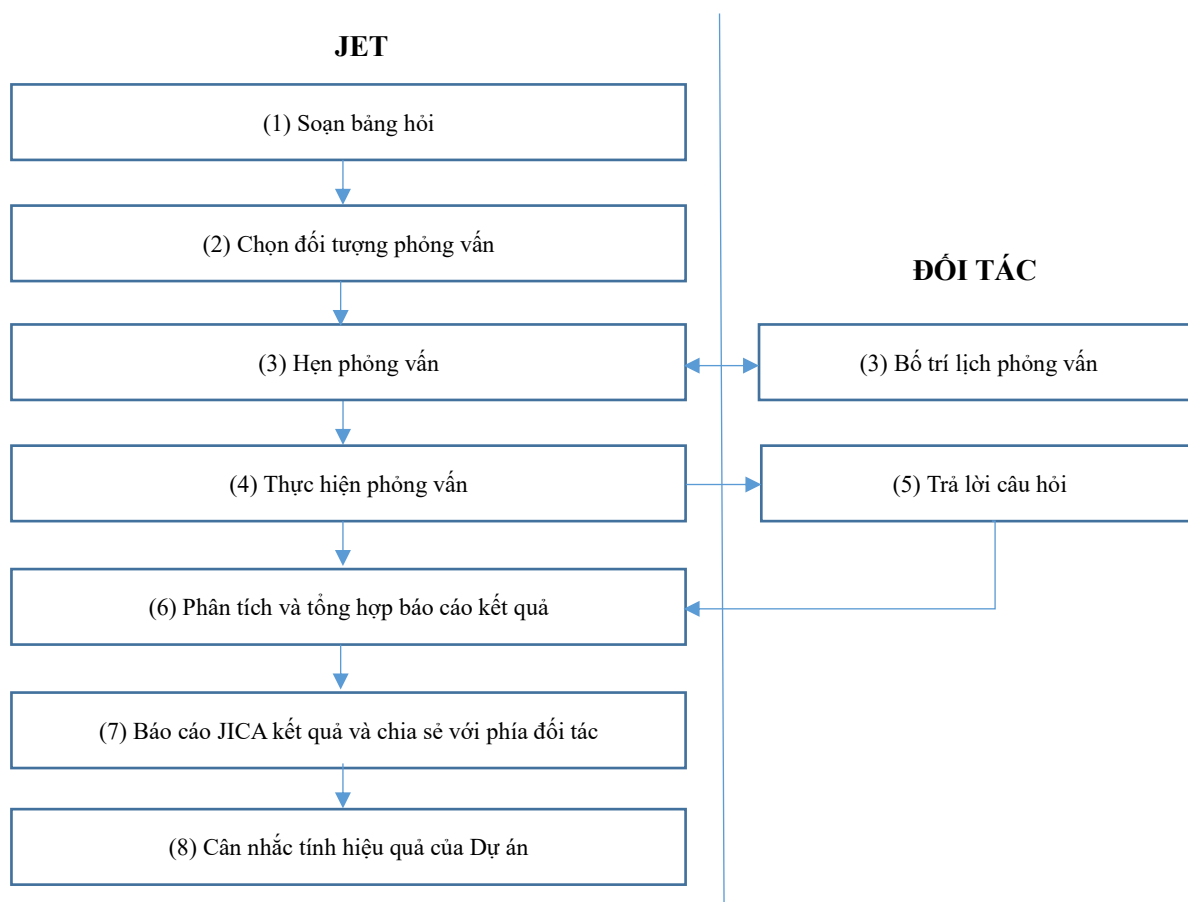 JET
(1) Soạn bảng hỏi
(2) Chọn đối tượng phỏng vấn
ĐỐI TÁC
(3) Hẹn phỏng vấn
(3) Bố trí lịch phỏng vấn
(4) Thực hiện phỏng vấn
(5) Trả lời câu hỏi
(6) Phân tích và tổng hợp báo cáo kết quả
(7) Báo cáo JICA kết quả và chia sẻ với phía đối tác
(8) Cân nhắc tính hiệu quả của Dự án